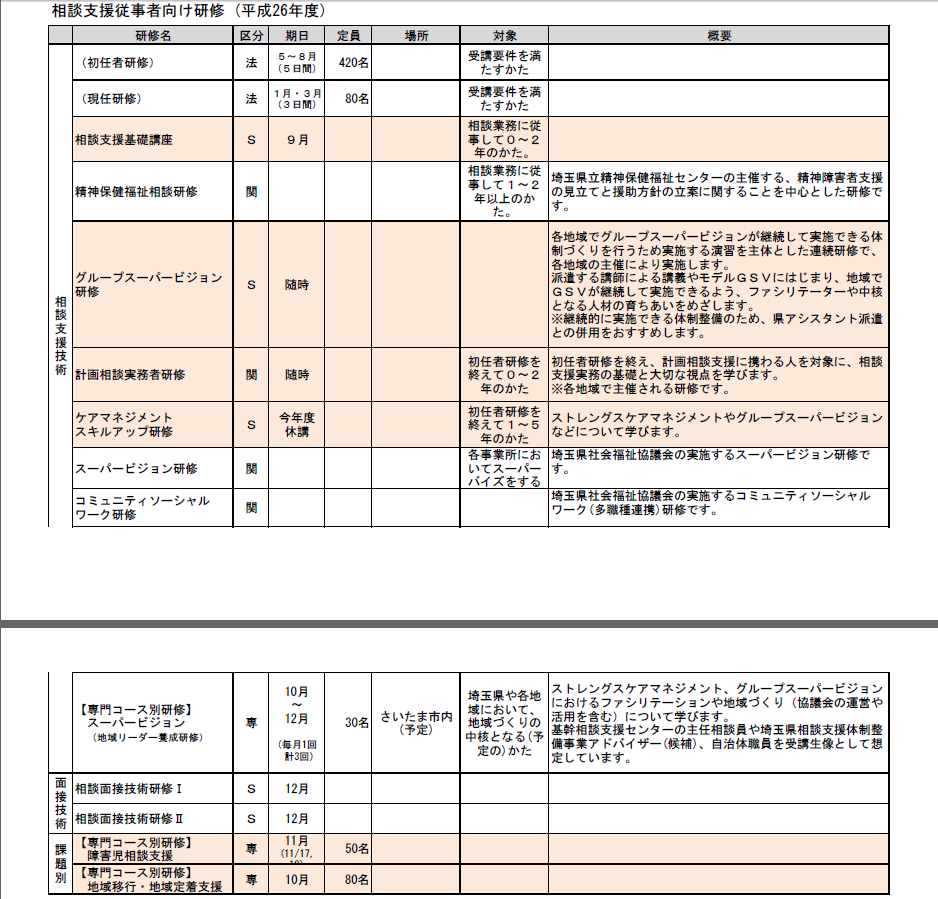 相談支援従事者向け研修（平成26年度）
研修名 区分 期日 定員 場所 対象 概要
相談支援技術
（初任者研修） 法 ５～８月
（５日間） 420名 受講要件を満
たすかた
（現任研修） 法 １月・３月
（３日間） 80名 受講要件を満
たすかた
相談支援基礎講座 Ｓ ９月 相談業務に従
事して０～２
年のかた。
精神保健福祉相談研修 関 相談業務に従
事して１～２
年以上のか
た。
埼玉県立精神保健福祉センターの主催する、精神障害者支援
の見立てと援助方針の立案に関することを中心とした研修で
す。
グループスーパービジョン
研修 Ｓ 随時
各地域でグループスーパービジョンが継続して実施できる体
制づくりを行うため実施する演習を主体とした連続研修で、
各地域の主催により実施します。
派遣する講師による講義やモデルＧＳＶにはじまり、地域で
ＧＳＶが継続して実施できるよう、ファシリテーターや中核
となる人材の育ちあいをめざします。
※継続的に実施できる体制整備のため、県アシスタント派遣
との併用をおすすめします。
計画相談実務者研修 関 随時 初任者研修を
終えて０～２
年のかた
初任者研修を終え、計画相談支援に携わる人を対象に、相談
支援実務の基礎と大切な視点を学びます。
※各地域で主催される研修です。
ケアマネジメント
スキルアップ研修 Ｓ 今年度
休講 初任者研修を
終えて１～５
年のかた
ストレングスケアマネジメントやグループスーパービジョン
などについて学びます。
スーパービジョン研修 関 各事業所にお
いてスーパー
バイズをする
埼玉県社会福祉協議会の実施するスーパービジョン研修で
す。
コミュニティソーシャル
ワーク研修 関
埼玉県社会福祉協議会の実施するコミュニティソーシャル
ワーク(多職種連携)研修です。
【専門コース別研修】
スーパービジョン
（地域リーダー養成研修） 専 10月
～
12月
(毎月1回
計3回) 30名 さいたま市内
（予定） 埼玉県や各地
域において、
地域づくりの
中核となる(予
定の)かた
ストレングスケアマネジメント、グループスーパービジョン
におけるファシリテーションや地域づくり（協議会の運営や
活用を含む）について学びます。
基幹相談支援センターの主任相談員や埼玉県相談支援体制整
備事業アドバイザー(候補)、自治体職員を受講生像として想
定しています。
面接技術
相談面接技術研修Ⅰ Ｓ 12月
相談面接技術研修Ⅱ Ｓ 12月
課題別
【専門コース別研修】
障害児相談支援 専 11月
(11/17, 50名
【専門コース別研修】
地域移行・地域定着支援 専 10月 80名